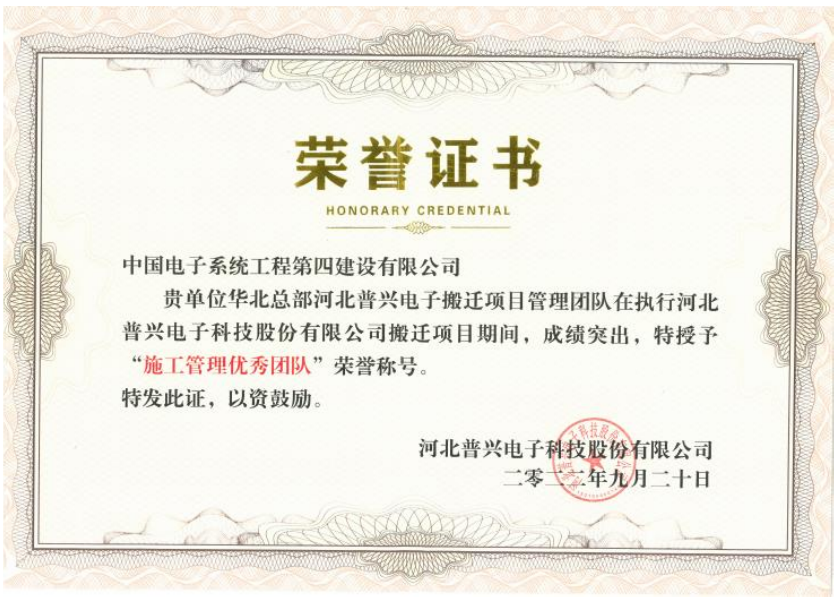 荣誉证书
HONORARY CREDENTIAL
中国电子系统工程第四建设有限公司
贵单位华北总部河北普兴电子搬迁项目管理团队在执行河北
普兴电子科技股份有限公司搬迁项目期间，成绩突出，特授予
“施工管理优秀团队”荣誉称号。
特发此证，以资鼓励。
河北普兴电子科技股份有限公司
二零二二年九月二十日